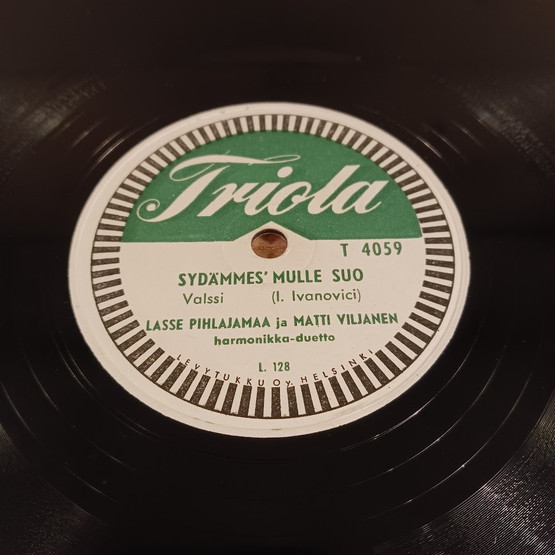 Triola
T 4059
SYDÄMMES' MULLE SUO
Valssi (I. Ivanovici)
LASSE PIHLAJAMAA ja MATTI VILJANEN
harmonikka-duetto
L. 128
LEVYTUKKU Oy. HELSINKI